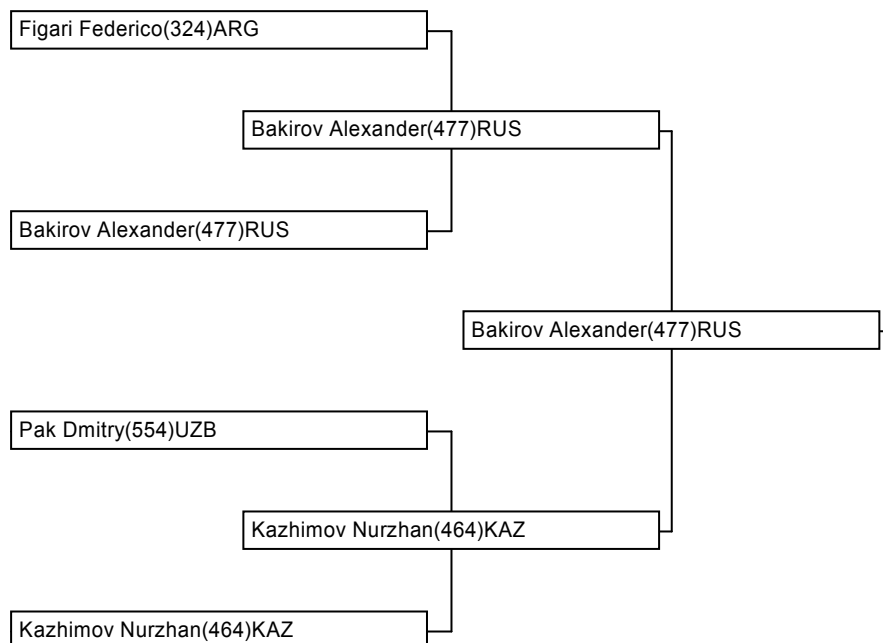 Figari Federico(324)ARG
Bakirov Alexander(477)RUS
Bakirov Alexander(477)RUS
Bakirov Alexander(477)RUS
Pak Dmitry(554)UZB
Kazhimov Nurzhan(464)KAZ
Kazhimov Nurzhan(464)KAZ